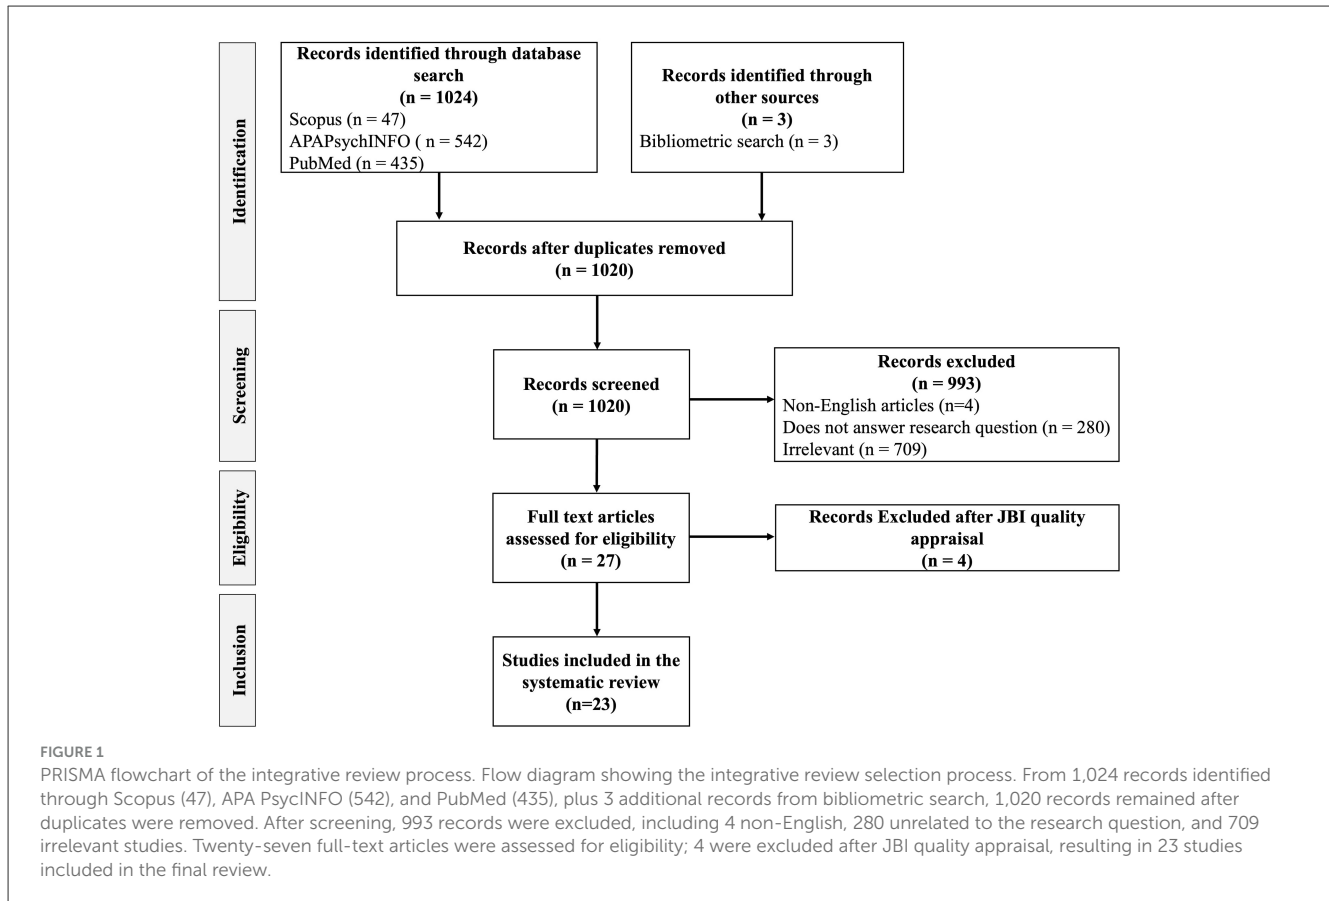 Records identified through database
search
(n = 1024)
Scopus (n = 47)
APAPsychINFO ( n = 542)
PubMed (n = 435)
Records identified through
other sources
(n = 3)
Bibliometric search (n = 3)
Identification
Records after duplicates removed
(n = 1020)
Screening
Records screened
(n = 1020)
Records excluded
(n = 993)
Non-English articles (n=4)
Does not answer research question (n = 280)
Irrelevant (n = 709)
Eligibility
Full text articles
assessed for eligibility
(n = 27)
Records Excluded after JBI quality
appraisal
(n = 4)
Inclusion
Studies included in the
systematic review
(n=23)
FIGURE 1
PRISMA flowchart of the integrative review process. Flow diagram showing the integrative review selection process. From 1,024 records identified
through Scopus (47), APA PsycINFO (542), and PubMed (435), plus 3 additional records from bibliometric search, 1,020 records remained after
duplicates were removed. After screening, 993 records were excluded, including 4 non-English, 280 unrelated to the research question, and 709
irrelevant studies. Twenty-seven full-text articles were assessed for eligibility; 4 were excluded after JBI quality appraisal, resulting in 23 studies
included in the final review.